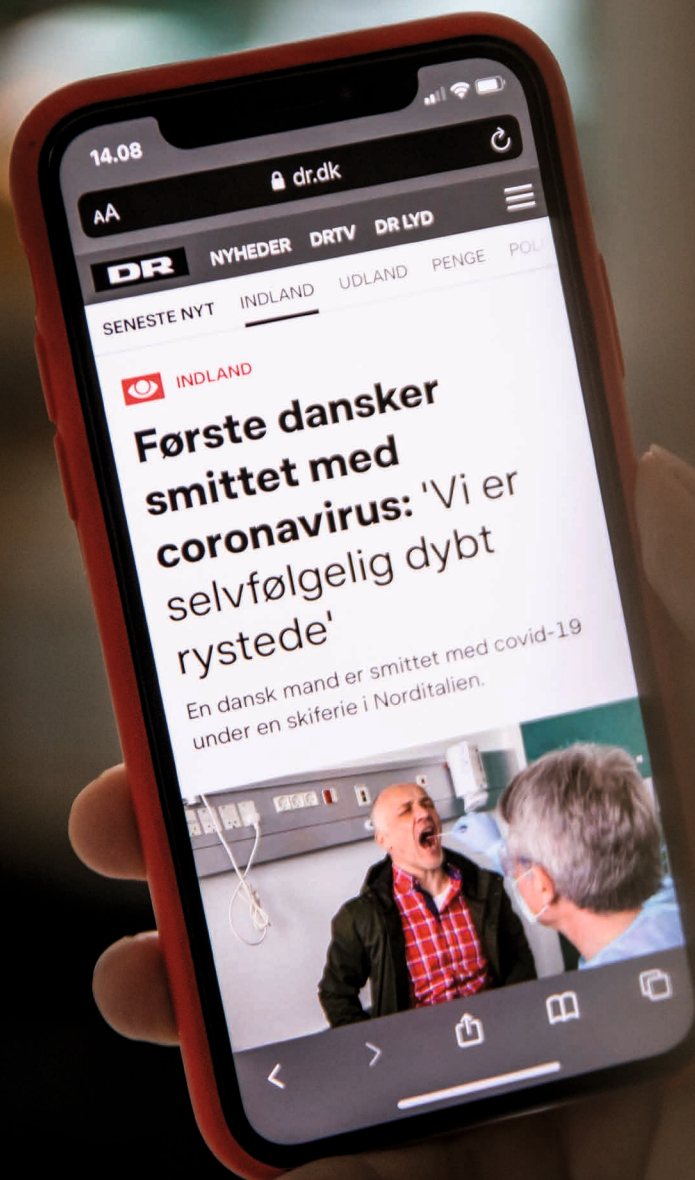 14.08
AA dr.dk
DR NYHEDER DRTV DR LYD
SENESTE NYT INDLAND UDLAND PENGE POL
INDLAND
Første dansker
smittet med
coronavirus: 'Vi er
selvfølgelig dybt
rystede'
En dansk mand er smittet med covid-19
under en skiferie i Norditalien.